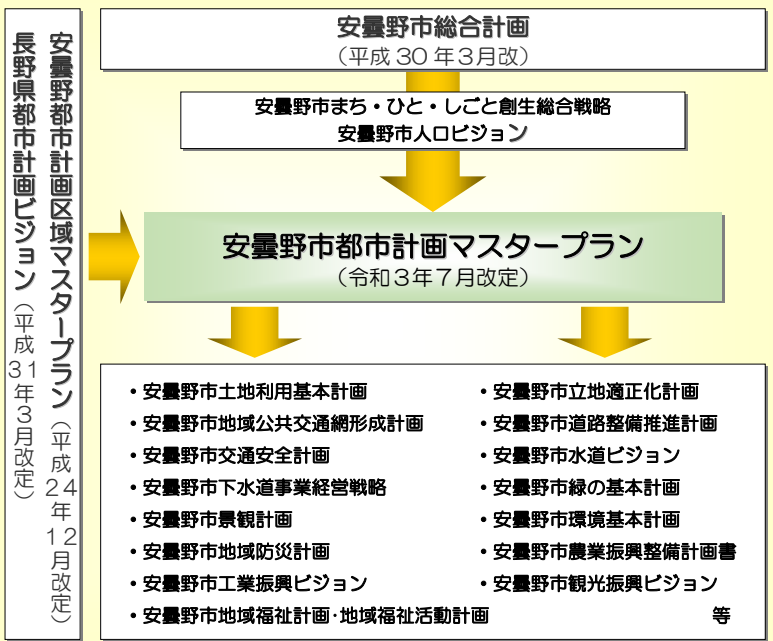 安曇野市総合計画
（平成30年3月改）
安曇野市まち・ひと・しごと創生総合戦略
安曇野市人口ビジョン
安曇野都市計画区域マスタープラン（平成24年12月改定）
長野県都市計画ビジョン（平成31年3月改定）
安曇野市都市計画マスタープラン
（令和3年7月改定）
・安曇野市土地利用基本計画
・安曇野市地域公共交通網形成計画
・安曇野市交通安全計画
・安曇野市下水道事業経営戦略
・安曇野市景観計画
・安曇野市地域防災計画
・安曇野市工業振興ビジョン
・安曇野市地域福祉計画・地域福祉活動計画
・安曇野市立地適正化計画
・安曇野市道路整備推進計画
・安曇野市水道ビジョン
・安曇野市緑の基本計画
・安曇野市環境基本計画
・安曇野市農業振興整備計画書
・安曇野市観光振興ビジョン
等